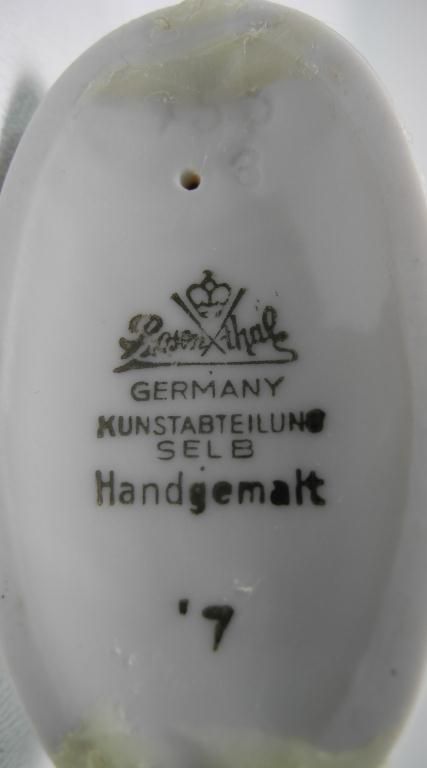 Rosenthal
GERMANY
KUNSTABTEILUNG
SELB
Handgemalt
'7